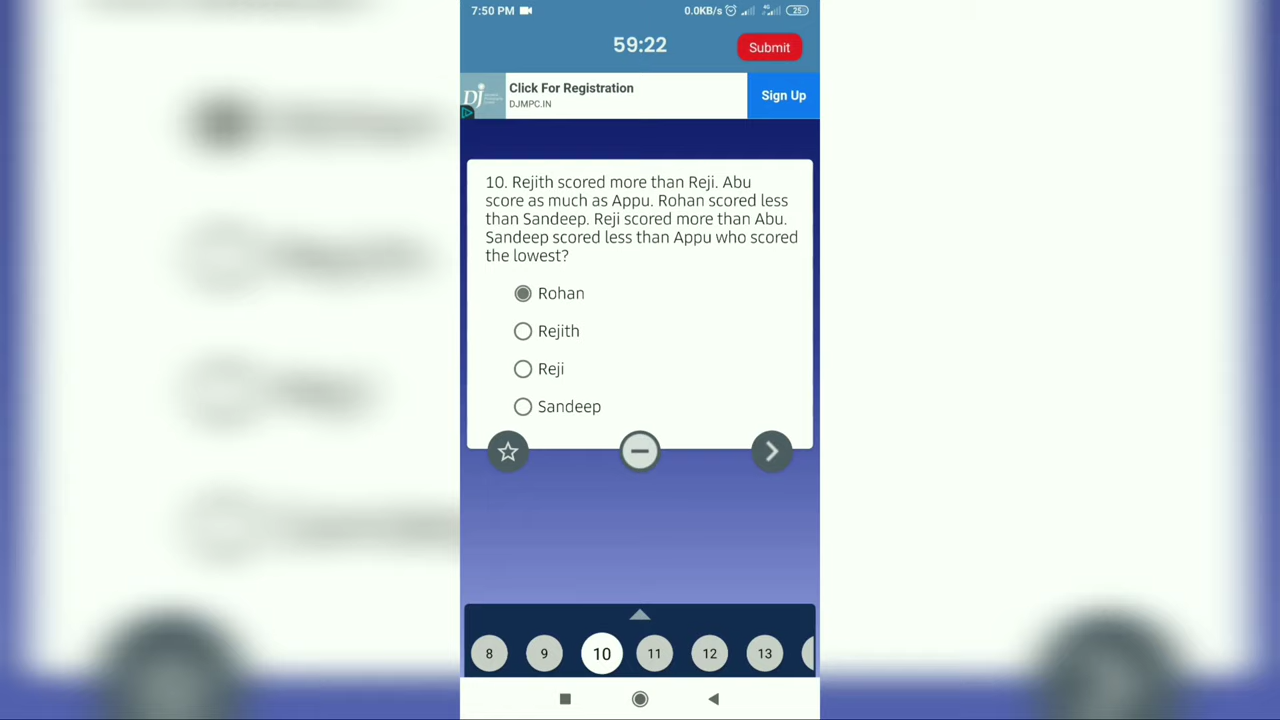 7:50 PM
0.0KB/s 4G 25
59:22
Submit
DJ
Click For Registration
DJMPC.IN
Sign Up
10. Rejith scored more than Reji. Abu
score as much as Appu. Rohan scored less
than Sandeep. Reji scored more than Abu.
Sandeep scored less than Appu who scored
the lowest?
Rohan
Rejith
Reji
Sandeep
8 9 10 11 12 13